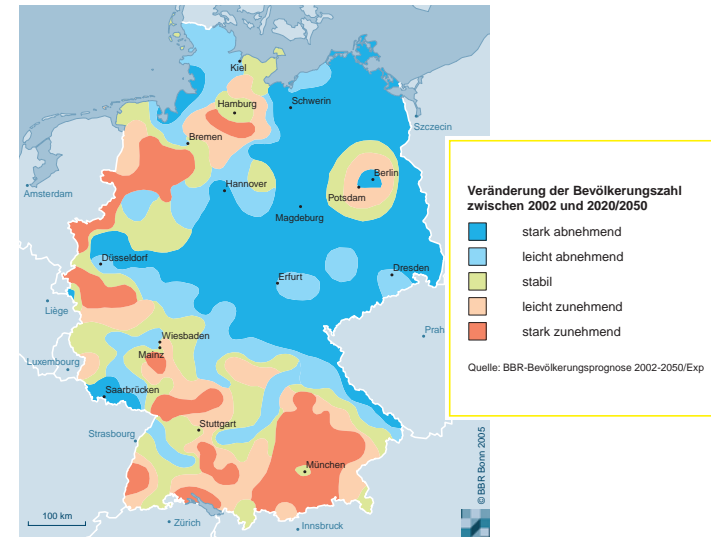 Kiel
Hamburg
Schwerin
Szczecin
Bremen
Amsterdam
Hannover
Berlin
Potsdam
Magdeburg
Düsseldorf
Erfurt
Dresden
Liège
Wiesbaden
Mainz
Prah
Luxembourg
Saarbrücken
Strasbourg
Stuttgart
München
100 km
Zürich
Innsbruck
© BBR Bonn 2005
Veränderung der Bevölkerungszahl
zwischen 2002 und 2020/2050
stark abnehmend
leicht abnehmend
stabil
leicht zunehmend
stark zunehmend
Quelle: BBR-Bevölkerungsprognose 2002-2050/Exp